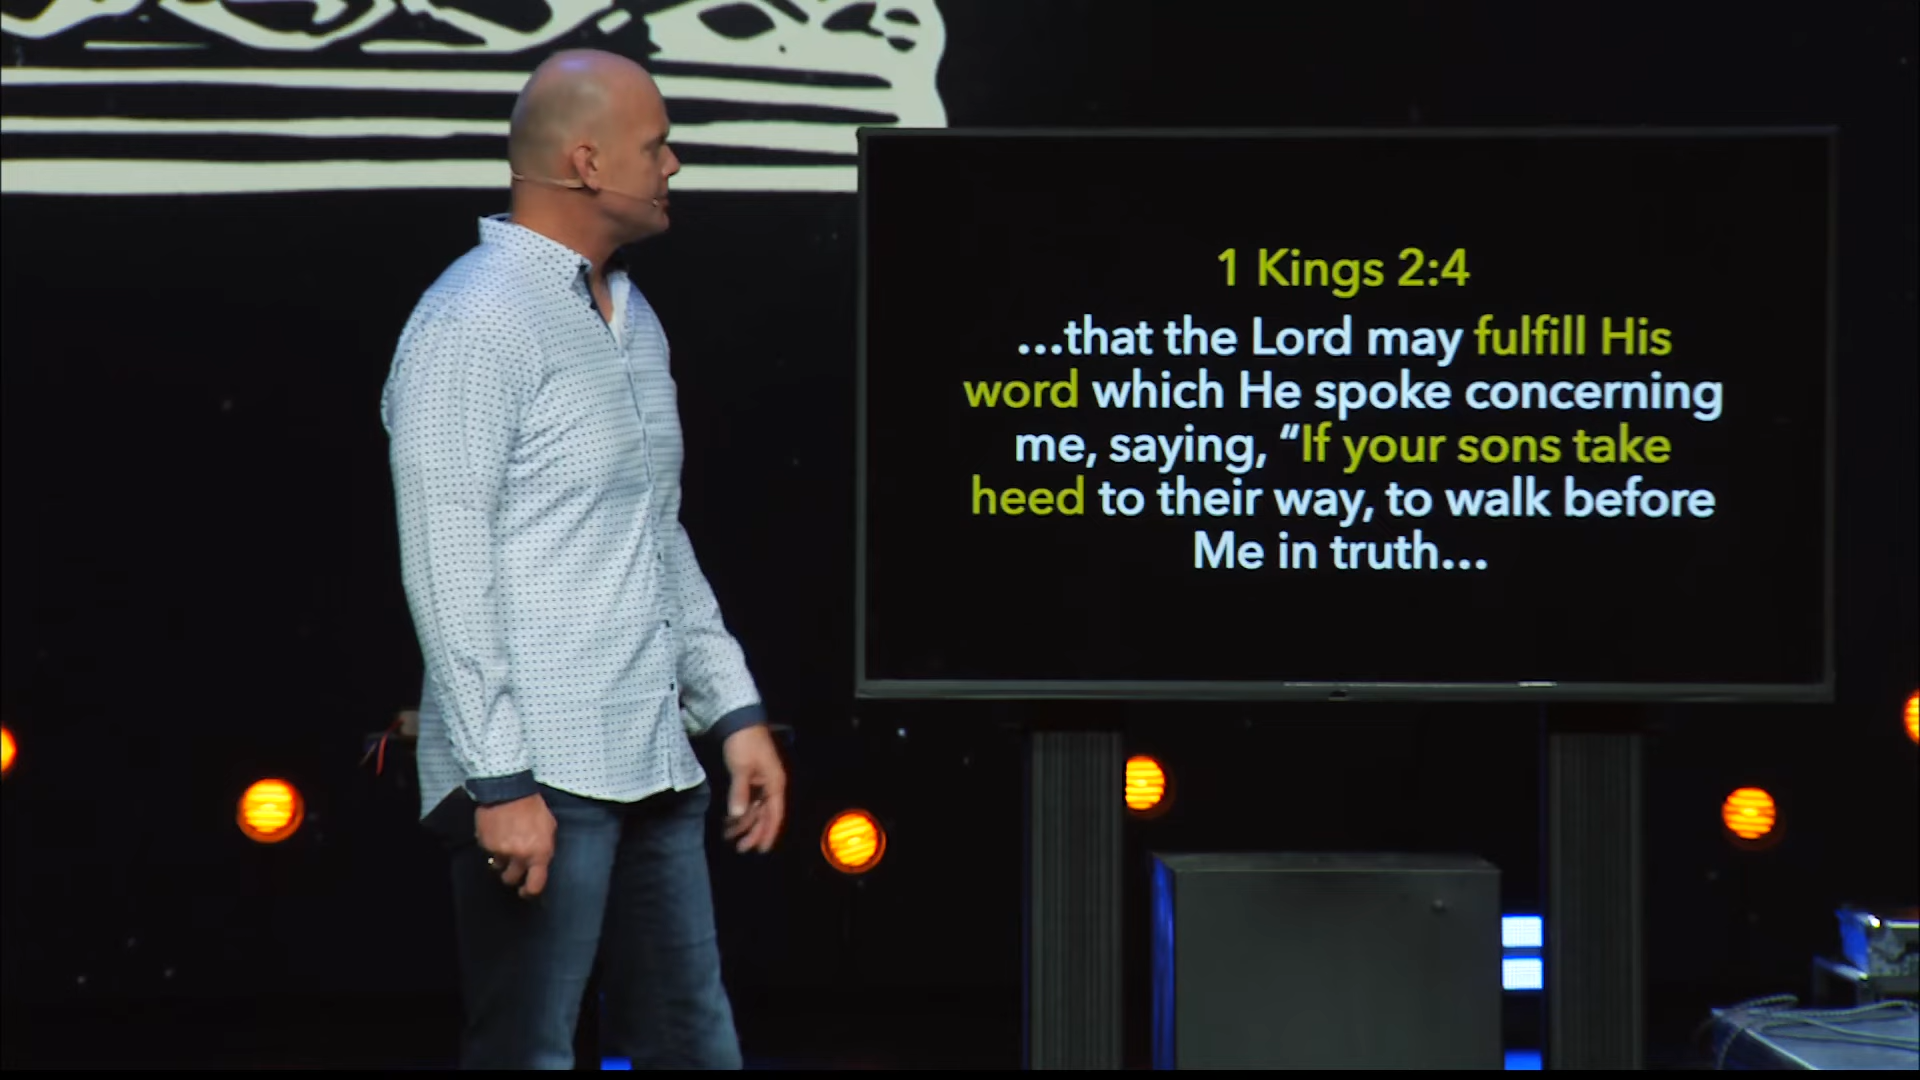 1 Kings 2:4
...that the Lord may fulfill His
word which He spoke concerning
me, saying, “If your sons take
heed to their way, to walk before
Me in truth...